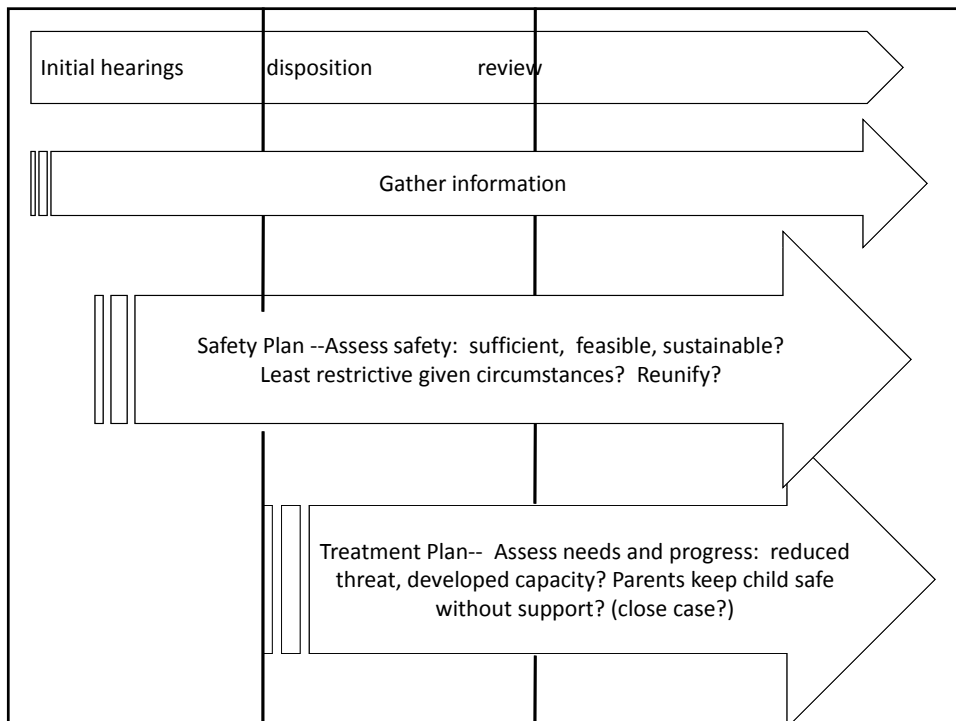 Initial hearings disposition review
Gather information
Safety Plan --Assess safety: sufficient, feasible, sustainable?
Least restrictive given circumstances? Reunify?
Treatment Plan-- Assess needs and progress: reduced
threat, developed capacity? Parents keep child safe
without support? (close case?)